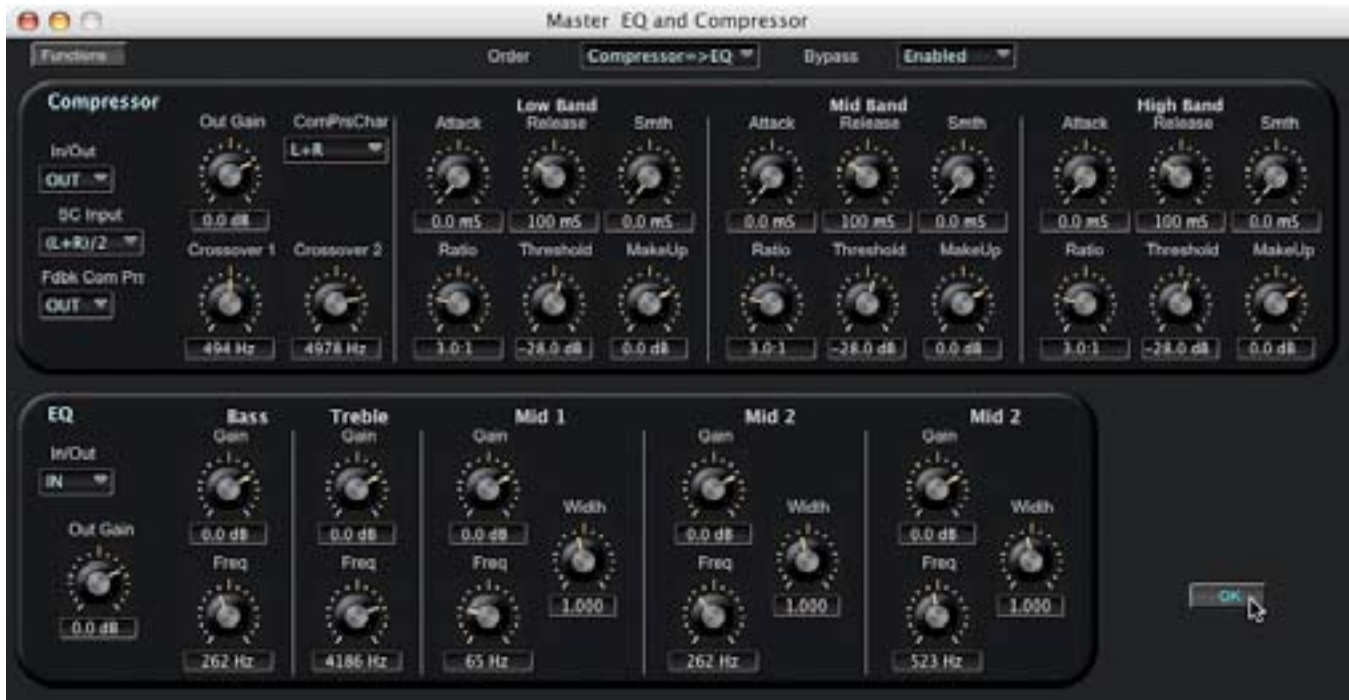 Master EQ and Compressor
Functions Order Compressor=>EQ Bypass Enabled
Compressor
In/Out
OUT
SC Input
(L+R)/2
Fdbk Com Prs
OUT
Out Gain ComPrsChar
L+R
0.0 dB
Crossover 1 Crossover 2
494 Hz 4978 Hz
Low Band
Attack Release Smth
0.0 mS 100 mS 0.0 mS
Ratio Threshold MakeUp
3.0:1 -28.0 dB 0.0 dB
Mid Band
Attack Release Smth
0.0 mS 100 mS 0.0 mS
Ratio Threshold MakeUp
3.0:1 -28.0 dB 0.0 dB
High Band
Attack Release Smth
0.0 mS 100 mS 0.0 mS
Ratio Threshold MakeUp
3.0:1 -28.0 dB 0.0 dB
EQ
In/Out
IN
Out Gain
0.0 dB
Bass
Gain
0.0 dB
Freq
262 Hz
Treble
Gain
0.0 dB
Freq
4186 Hz
Mid 1
Gain
0.0 dB
Width
1.000
Freq
65 Hz
Mid 2
Gain
0.0 dB
Width
1.000
Freq
262 Hz
Mid 2
Gain
0.0 dB
Width
1.000
Freq
523 Hz
OK